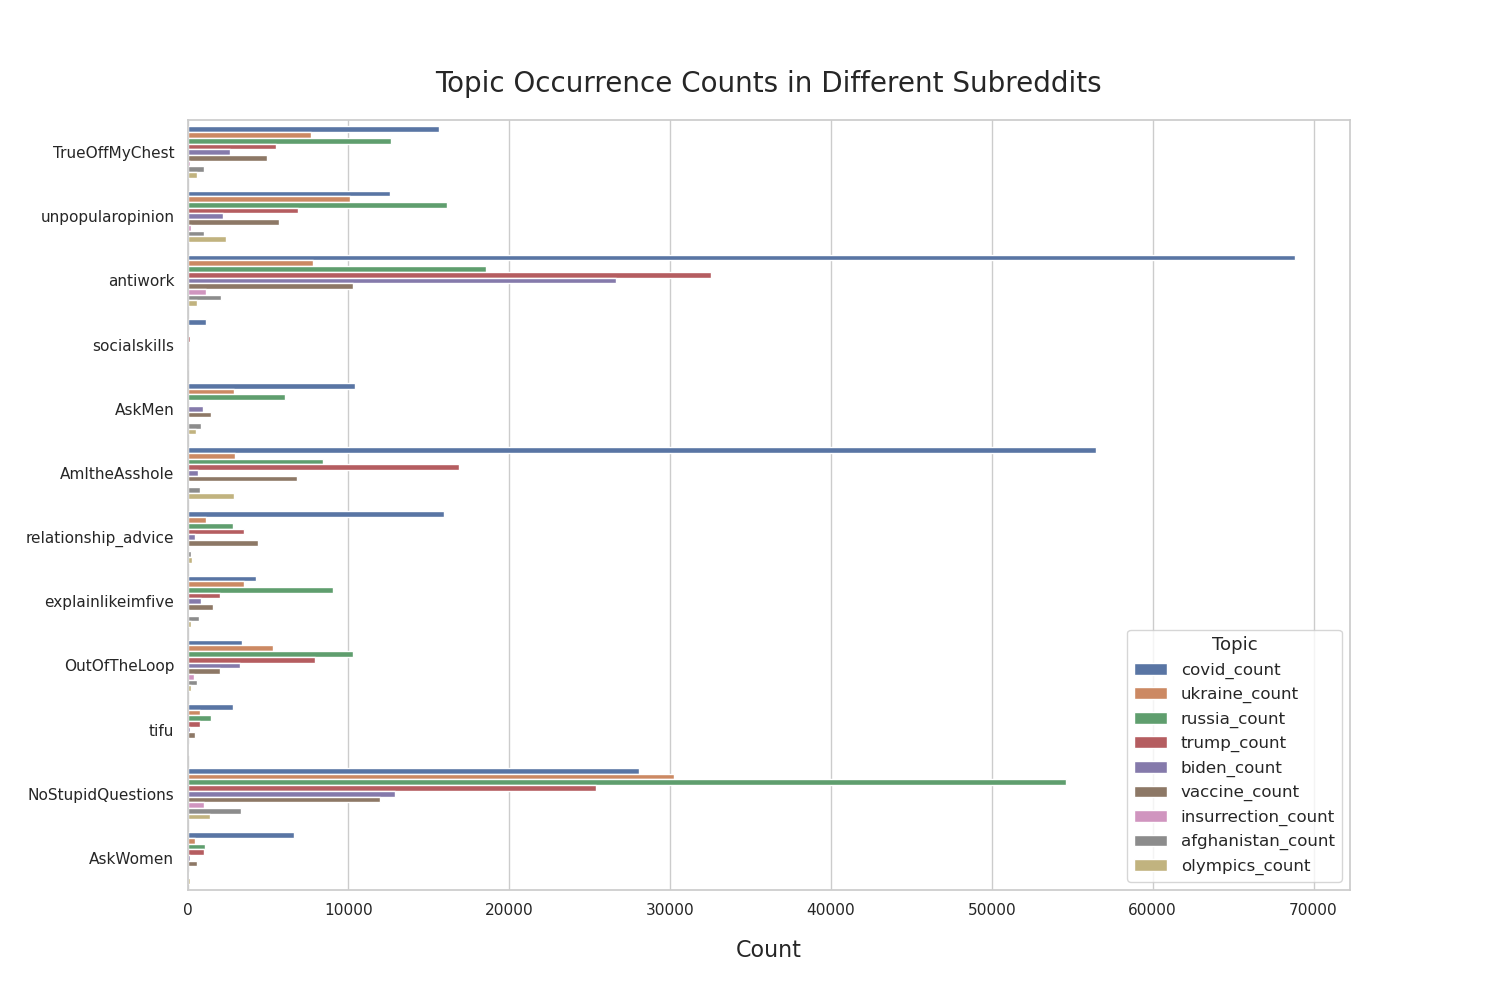 Topic Occurrence Counts in Different Subreddits
TrueOffMyChest
unpopularopinion
antiwork
socialskills
AskMen
AmItheAsshole
relationship_advice
explainlikeimfive
OutOfTheLoop
tifu
NoStupidQuestions
AskWomen
Topic
covid_count
ukraine_count
russia_count
trump_count
biden_count
vaccine_count
insurrection_count
afghanistan_count
olympics_count
0 10000 20000 30000 40000 50000 60000 70000
Count